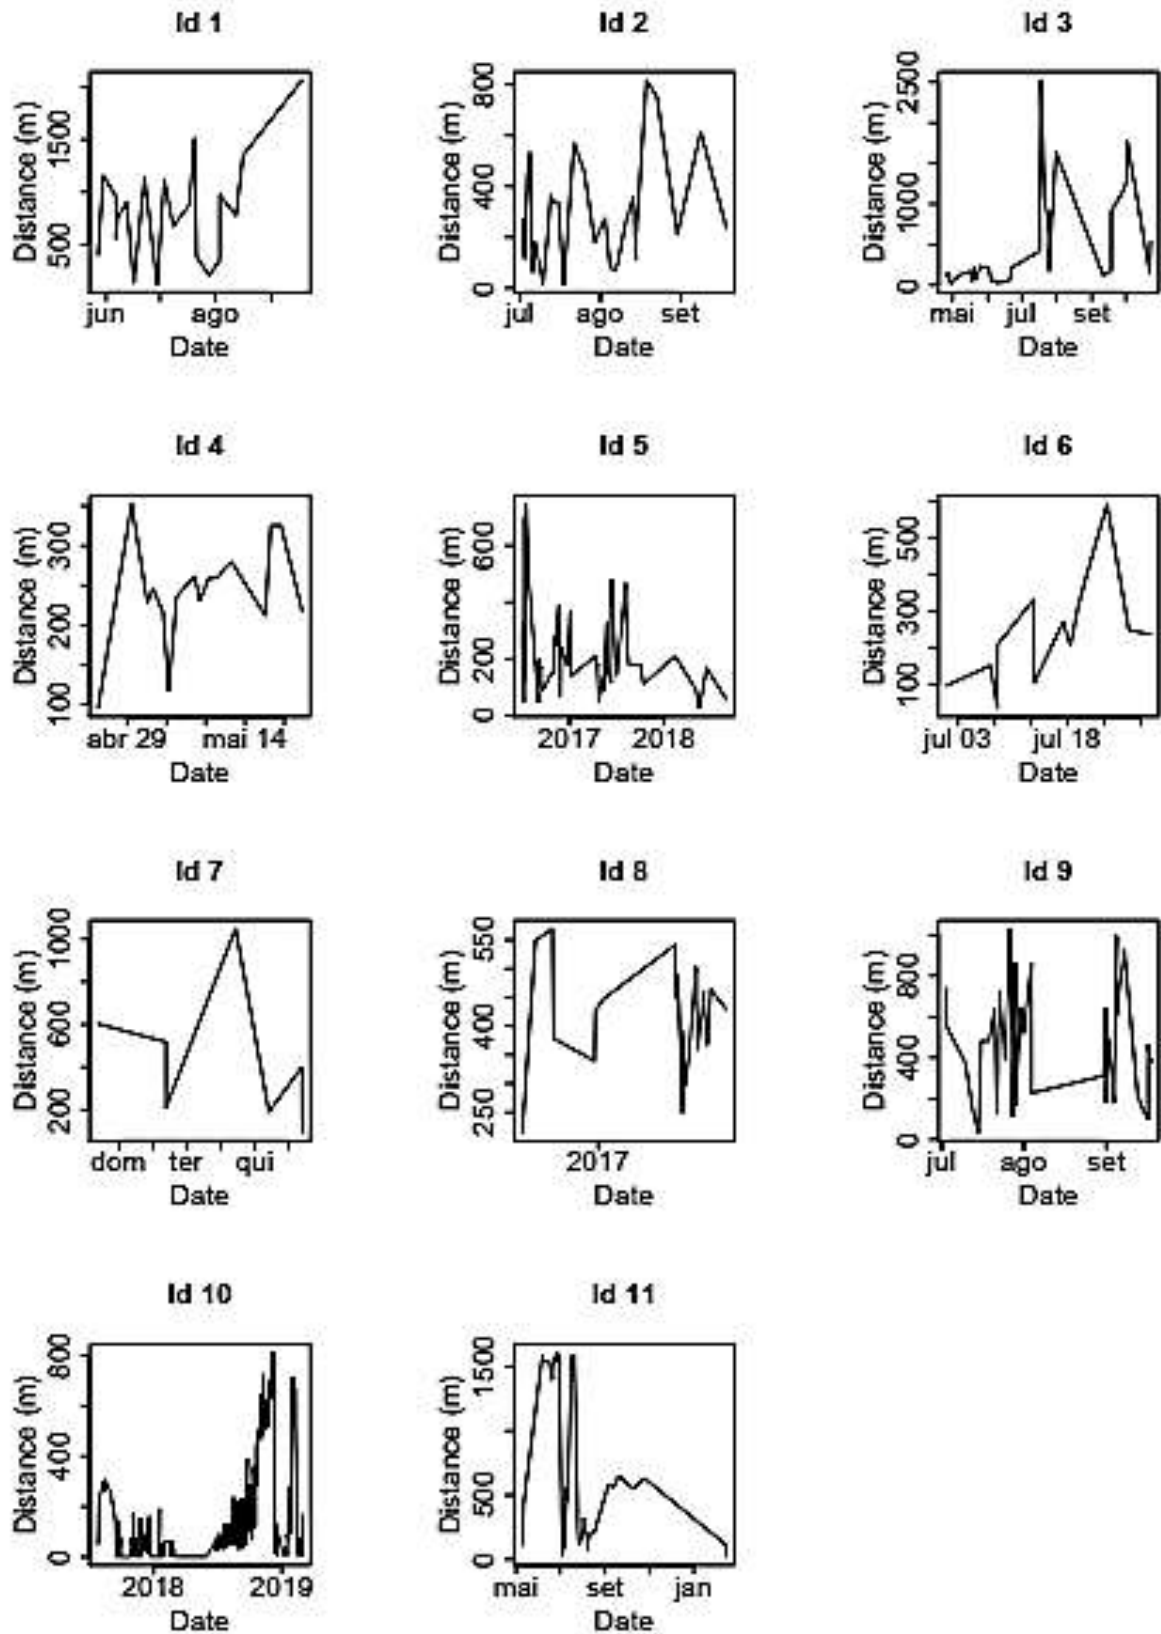 Id 1
Distance (m)
500 1500
jun ago
Date
Id 2
Distance (m)
0 400 800
jul ago set
Date
Id 3
Distance (m)
0 1000 2500
mai jul set
Date
Id 4
Distance (m)
100 200 300
abr 29 mai 14
Date
Id 5
Distance (m)
0 200 600
2017 2018
Date
Id 6
Distance (m)
100 300 500
jul 03 jul 18
Date
Id 7
Distance (m)
200 600 1000
dom ter qui
Date
Id 8
Distance (m)
250 400 550
2017
Date
Id 9
Distance (m)
0 400 800
jul ago set
Date
Id 10
Distance (m)
0 400 800
2018 2019
Date
Id 11
Distance (m)
0 500 1500
mai set jan
Date